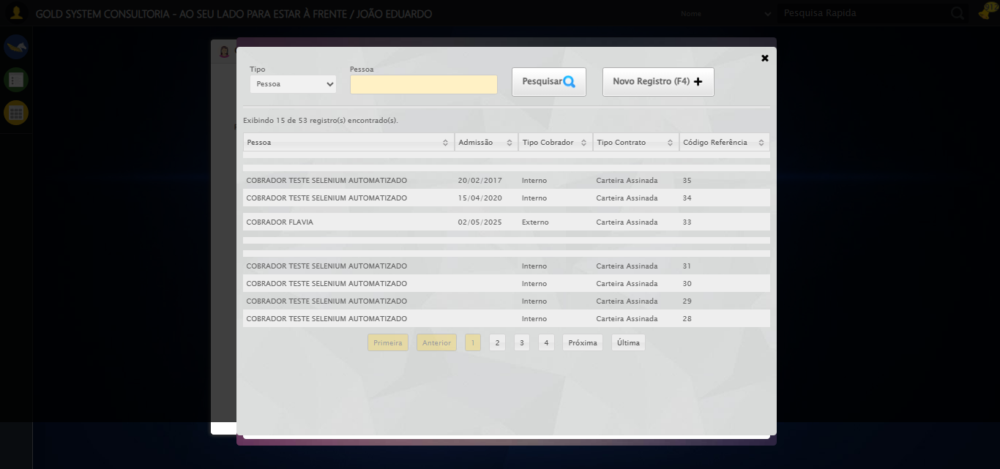 GOLD SYSTEM CONSULTORIA - AO SEU LADO PARA ESTAR À FRENTE / JOÃO EDUARDO
Nome
Pesquisa Rapida
912
Tipo
Pessoa
Pessoa
Pesquisar
Novo Registro (F4)
Exibindo 15 de 53 registro(s) encontrado(s).
Pessoa Admissão Tipo Cobrador Tipo Contrato Código Referência
COBRADOR TESTE SELENIUM AUTOMATIZADO 20/02/2017 Interno Carteira Assinada 35
COBRADOR TESTE SELENIUM AUTOMATIZADO 15/04/2020 Interno Carteira Assinada 34
COBRADOR FLAVIA 02/05/2025 Externo Carteira Assinada 33
COBRADOR TESTE SELENIUM AUTOMATIZADO Interno Carteira Assinada 31
COBRADOR TESTE SELENIUM AUTOMATIZADO Interno Carteira Assinada 30
COBRADOR TESTE SELENIUM AUTOMATIZADO Interno Carteira Assinada 29
COBRADOR TESTE SELENIUM AUTOMATIZADO Interno Carteira Assinada 28
Primeira Anterior 1 2 3 4 Próxima Última